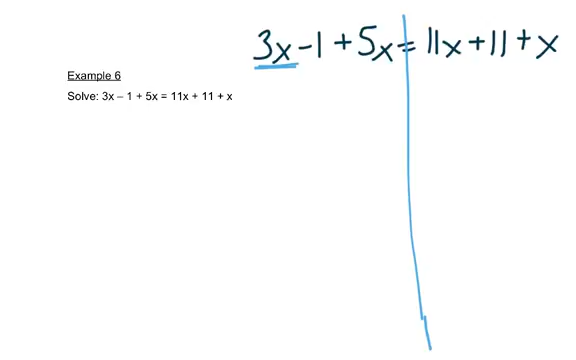 3x - 1 + 5x = 11x + 11 + x
Example 6
Solve: 3x – 1 + 5x = 11x + 11 + x